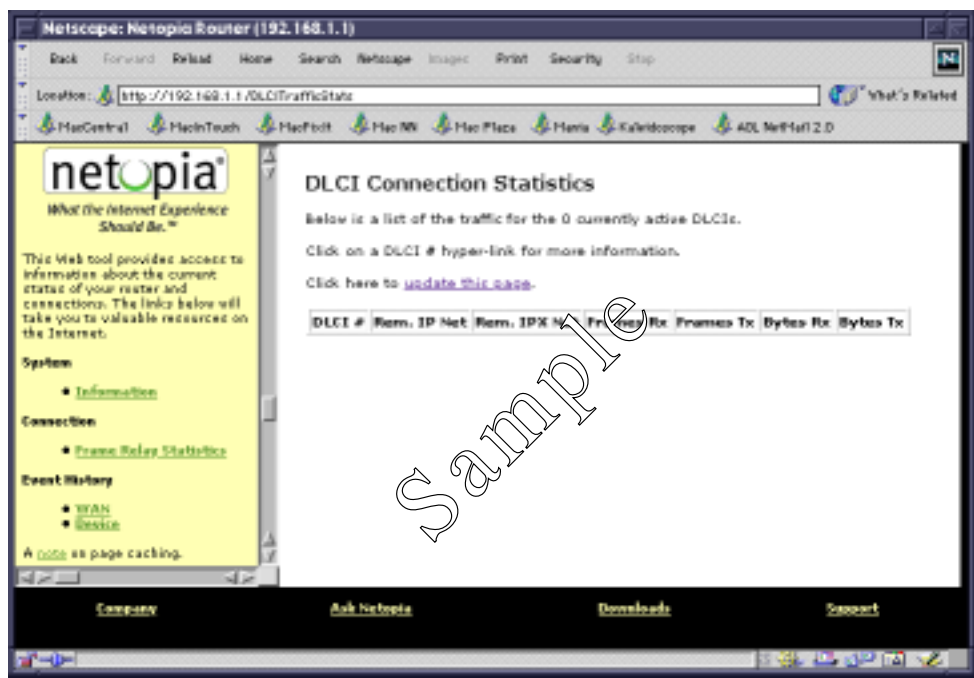 Netscape: Netopia Router (192.168.1.1)
Back Forward Reload Home Search Netscape Images Print Security Stop
Location: http://192.168.1.1/DLCITrafficStats What's Related
MacCentral MacInTouch MacFixIt Mac NN Mac Place Mania Kaleidoscope AOL NetMail 2.0
netopia
What the Internet Experience
Should Be.™
This Web tool provides access to
information about the current
status of your router and
connections. The links below will
take you to valuable resources on
the Internet.
System
Information
Connection
Frame Relay Statistics
Event History
WAN
Device
A note on page caching.
DLCI Connection Statistics
Below is a list of the traffic for the 0 currently active DLCIs.
Click on a DLCI # hyper-link for more information.
Click here to update this page.
DLCI # Rem. IP Net Rem. IPX Net Frames Rx Frames Tx Bytes Rx Bytes Tx
Sample
Company Ask Netopia Downloads Support